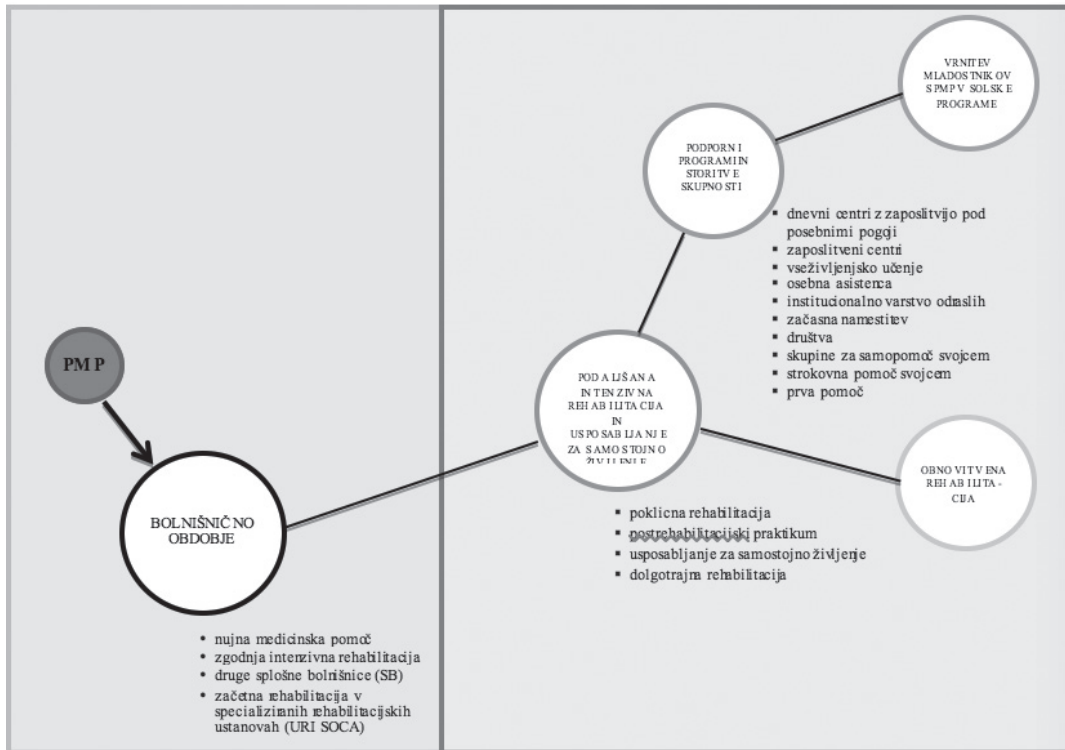 PMP
BOLNIŠNIČNO
OBDOBJE
• nujna medicinska pomoč
• zgodnja intenzivna rehabilitacija
• druge splošne bolnišnice (SB)
• začetna rehabilitacija v
specializiranih rehabilitacijskih
ustanovah (URI SOCA)
PODALJŠANA
INTENZIVNA
REHABILITACIJA
IN
USPOSABLJANJE
ZA SAMOSTOJNO
ŽIVLJENJE
▪ poklicna rehabilitacija
▪ postrehabilitacijski praktikum
▪ usposabljanje za samostojno življenje
▪ dolgotrajna rehabilitacija
PODPORNI
PROGRAMI IN
STORITVE
SKUPNOSTI
▪ dnevni centri z zaposlitvijo pod
posebnimi pogoji
▪ zaposlitveni centri
▪ vseživljenjsko učenje
▪ osebna asistenca
▪ institucionalno varstvo odraslih
▪ začasna namestitev
▪ društva
▪ skupine za samopomoč svojcem
▪ strokovna pomoč svojcem
▪ prva pomoč
VRNITEV
MLADOSTNIKOV
S PMP V SOLSKE
PROGRAME
OBNOVITVENA
REHABILITA-
CIJA